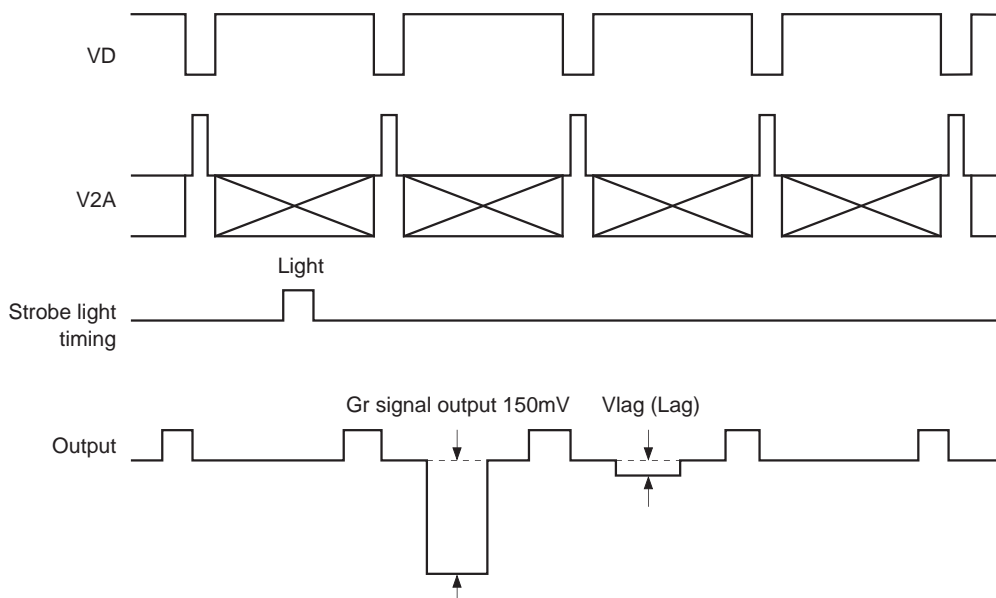 VD
V2A
Light
Strobe light
timing
Gr signal output 150mV
Vlag (Lag)
Output